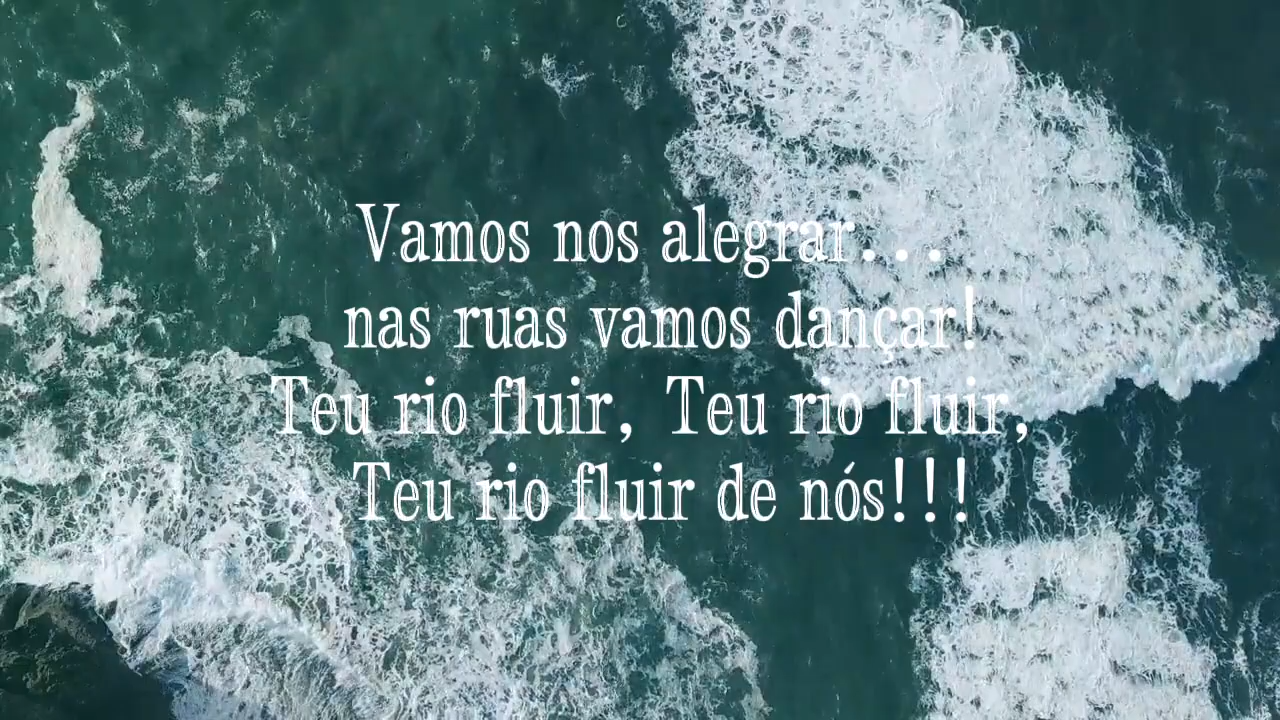 Vamos nos alegrar...
nas ruas vamos dançar!
Teu rio fluir, Teu rio fluir,
Teu rio fluir de nós!!!